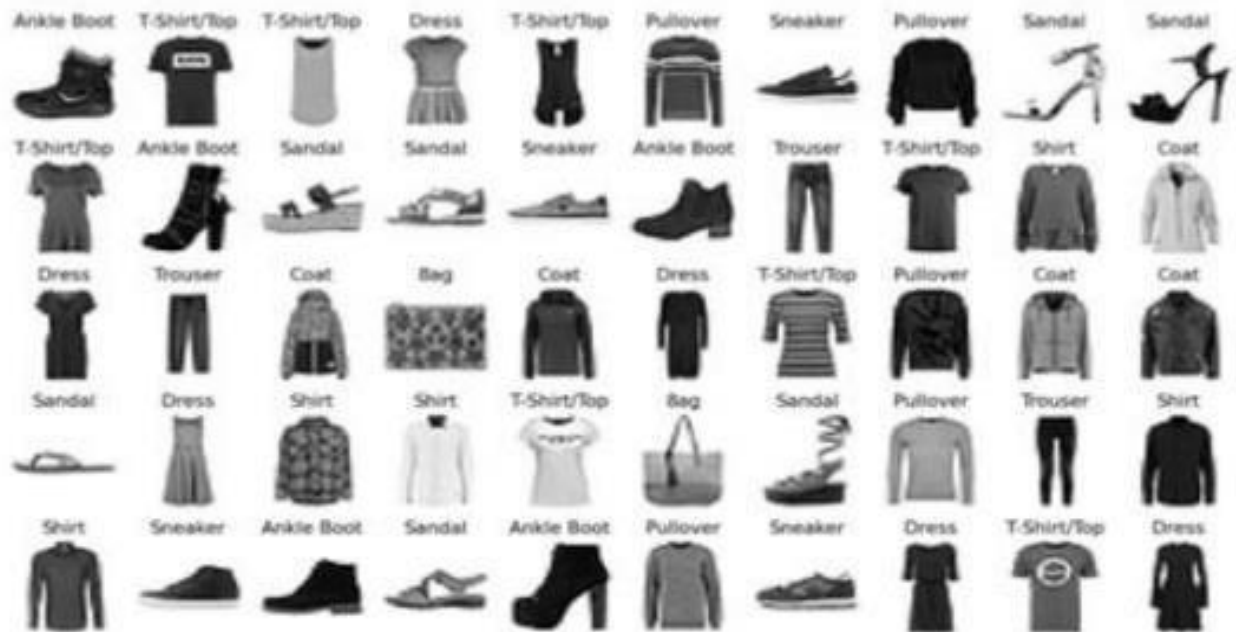 Ankle Boot T-Shirt/Top T-Shirt/Top Dress T-Shirt/Top Pullover Sneaker Pullover Sandal Sandal
T-Shirt/Top Ankle Boot Sandal Sandal Sneaker Ankle Boot Trouser T-Shirt/Top Shirt Coat
Dress Trouser Coat Bag Coat Dress T-Shirt/Top Pullover Coat Coat
Sandal Dress Shirt Shirt T-Shirt/Top Bag Sandal Pullover Trouser Shirt
Shirt Sneaker Ankle Boot Sandal Ankle Boot Pullover Sneaker Dress T-Shirt/Top Dress